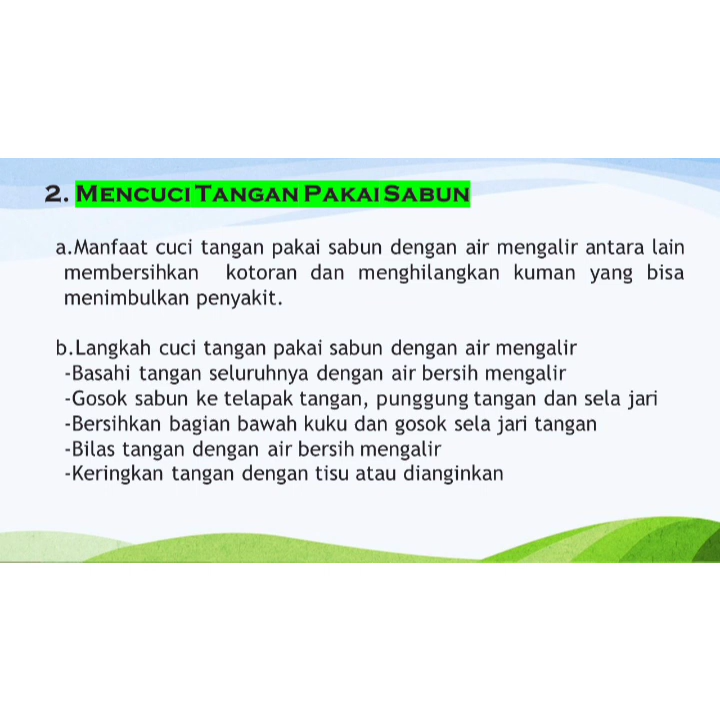 2. MENCUCI TANGAN PAKAI SABUN
a.Manfaat cuci tangan pakai sabun dengan air mengalir antara lain
membersihkan kotoran dan menghilangkan kuman yang bisa
menimbulkan penyakit.
b.Langkah cuci tangan pakai sabun dengan air mengalir
-Basahi tangan seluruhnya dengan air bersih mengalir
-Gosok sabun ke telapak tangan, punggung tangan dan sela jari
-Bersihkan bagian bawah kuku dan gosok sela jari tangan
-Bilas tangan dengan air bersih mengalir
-Keringkan tangan dengan tisu atau dianginkan